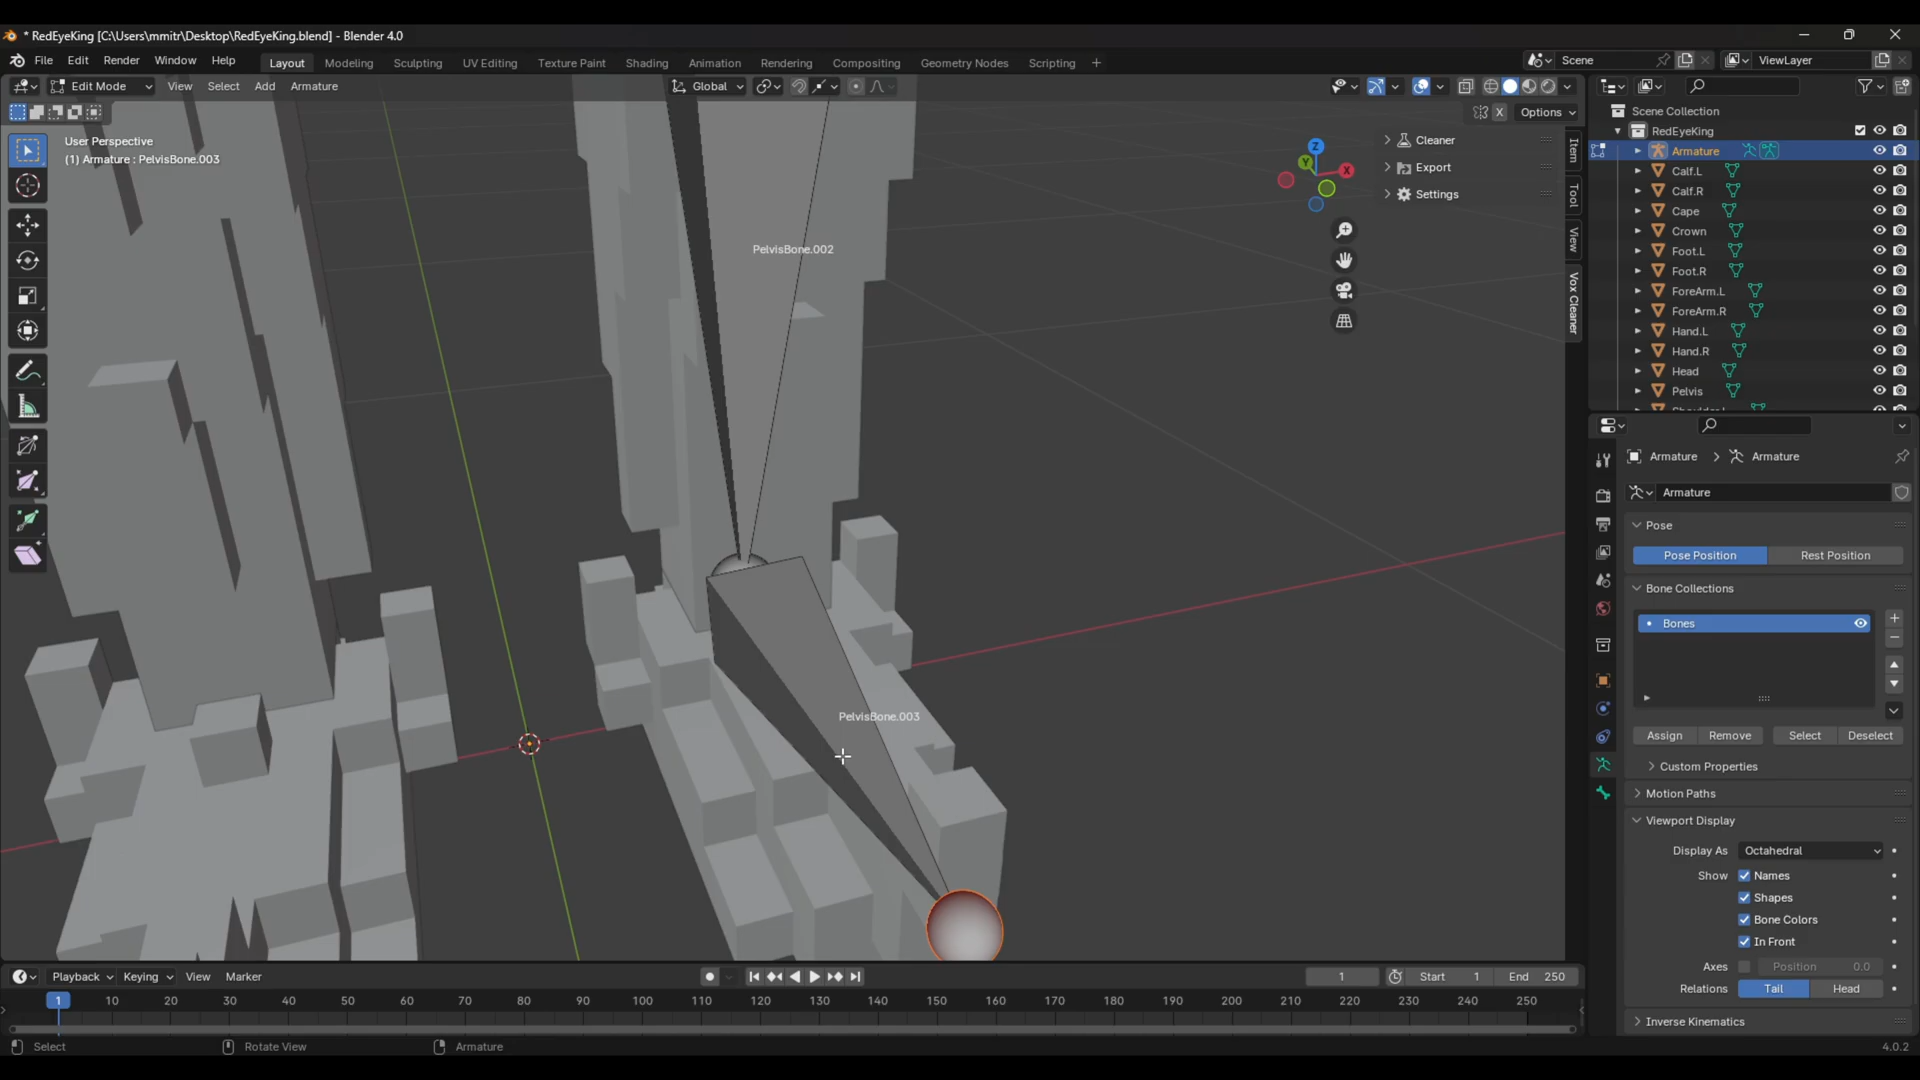 * RedEyeKing [C:\Users\mmitr\Desktop\RedEyeKing.blend] - Blender 4.0
File Edit Render Window Help Layout Modeling Sculpting UV Editing Texture Paint Shading Animation Rendering Compositing Geometry Nodes Scripting + Scene ViewLayer
Edit Mode View Select Add Armature Global
X Options
User Perspective
(1) Armature : PelvisBone.003
Z
Y
X
Cleaner
Export
Settings
Item
Tool
View
Vox Cleaner
PelvisBone.002
PelvisBone.003
Scene Collection
RedEyeKing
Armature
Calf.L
Calf.R
Cape
Crown
Foot.L
Foot.R
ForeArm.L
ForeArm.R
Hand.L
Hand.R
Head
Pelvis
Armature > Armature
Armature
Pose
Pose Position Rest Position
Bone Collections
Bones
Assign Remove Select Deselect
Custom Properties
Motion Paths
Viewport Display
Display As Octahedral
Show Names
Shapes
Bone Colors
In Front
Axes Position 0.0
Relations Tail Head
Inverse Kinematics
Playback Keying View Marker 1 Start 1 End 250
1 10 20 30 40 50 60 70 80 90 100 110 120 130 140 150 160 170 180 190 200 210 220 230 240 250
Select Rotate View Armature 4.0.2